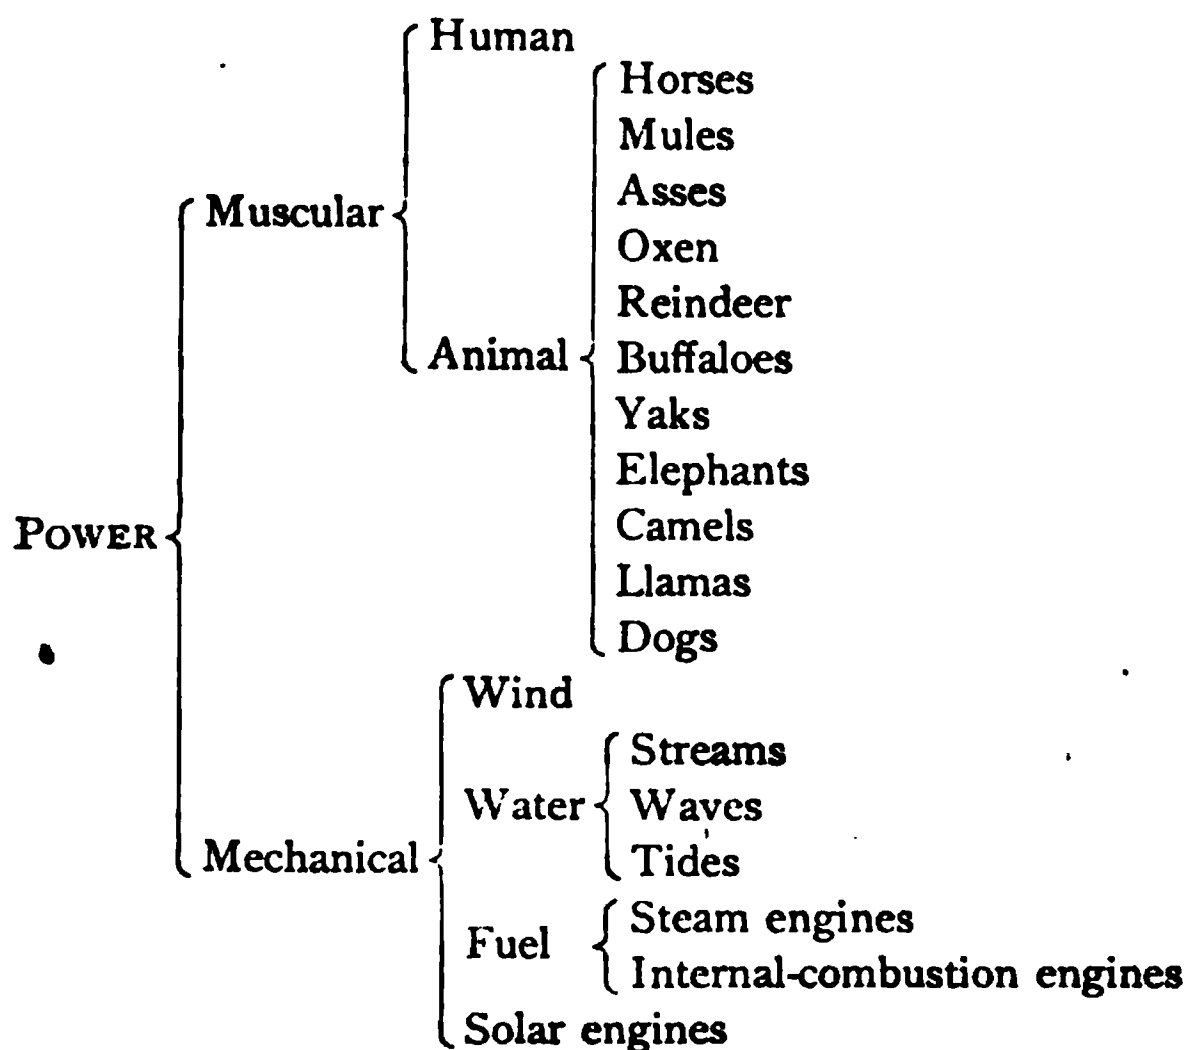 Human
Horses
Mules
Asses
Muscular
Oxen
Reindeer
Animal
Buffaloes
Yaks
Elephants
POWER
Camels
Llamas
Dogs
Wind
Streams
Water
Waves
Mechanical
Tides
Steam engines
Fuel
Internal-combustion engines
Solar engines